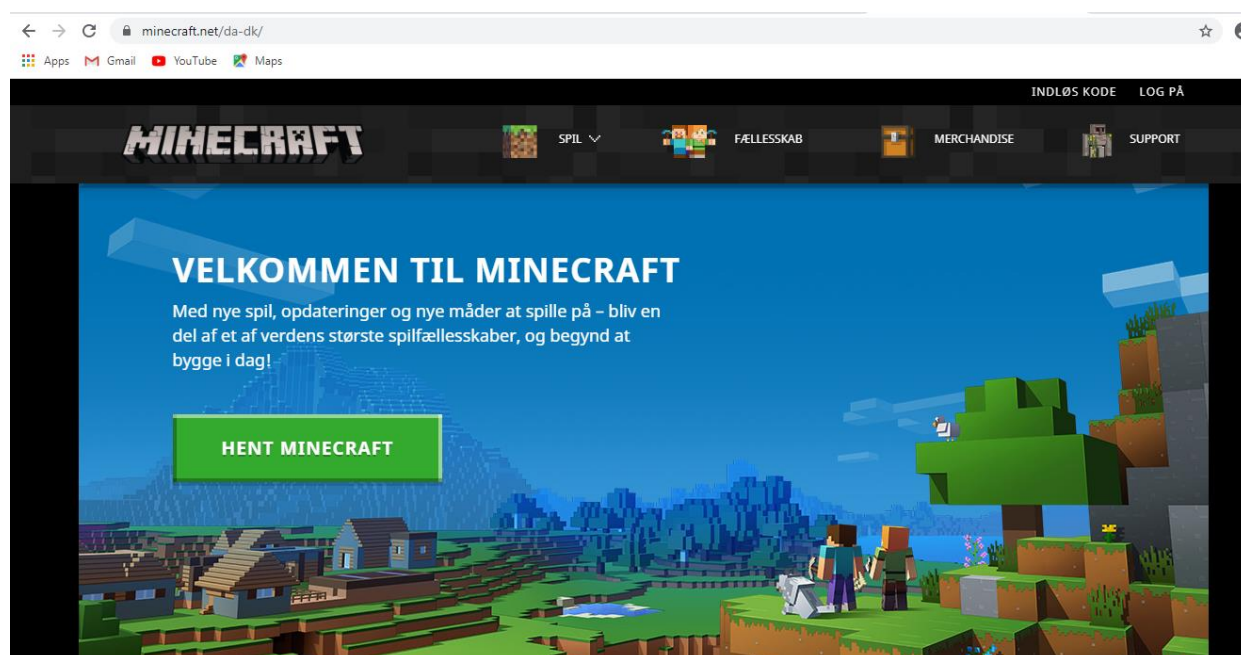 minecraft.net/da-dk/
Apps Gmail YouTube Maps
INDLØS KODE LOG PÅ
MINECRAFT SPIL FÆLLESSKAB MERCHANDISE SUPPORT
VELKOMMEN TIL MINECRAFT
Med nye spil, opdateringer og nye måder at spille på – bliv en
del af et af verdens største spilfællesskaber, og begynd at
bygge i dag!
HENT MINECRAFT